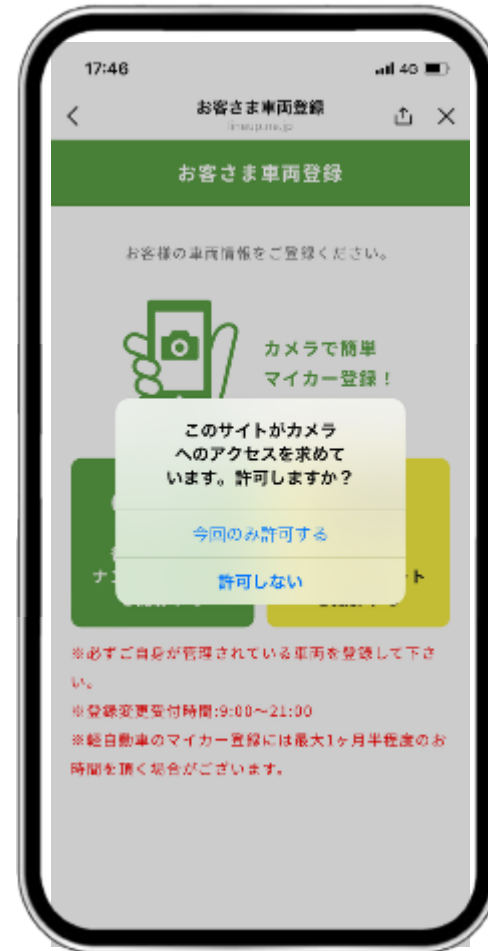 17:46
4G
お客さま車両登録
お客さま車両登録
お客様の車両情報をご登録ください。
カメラで簡単
マイカー登録！
このサイトがカメラ
へのアクセスを求めて
います。許可しますか？
今回のみ許可する
許可しない
ト
※必ずご自身が管理されている車両を登録して下さ
い。
※登録変更受付時間:9:00～21:00
※軽自動車のマイカー登録には最大1ヶ月半程度のお
時間を頂く場合がございます。